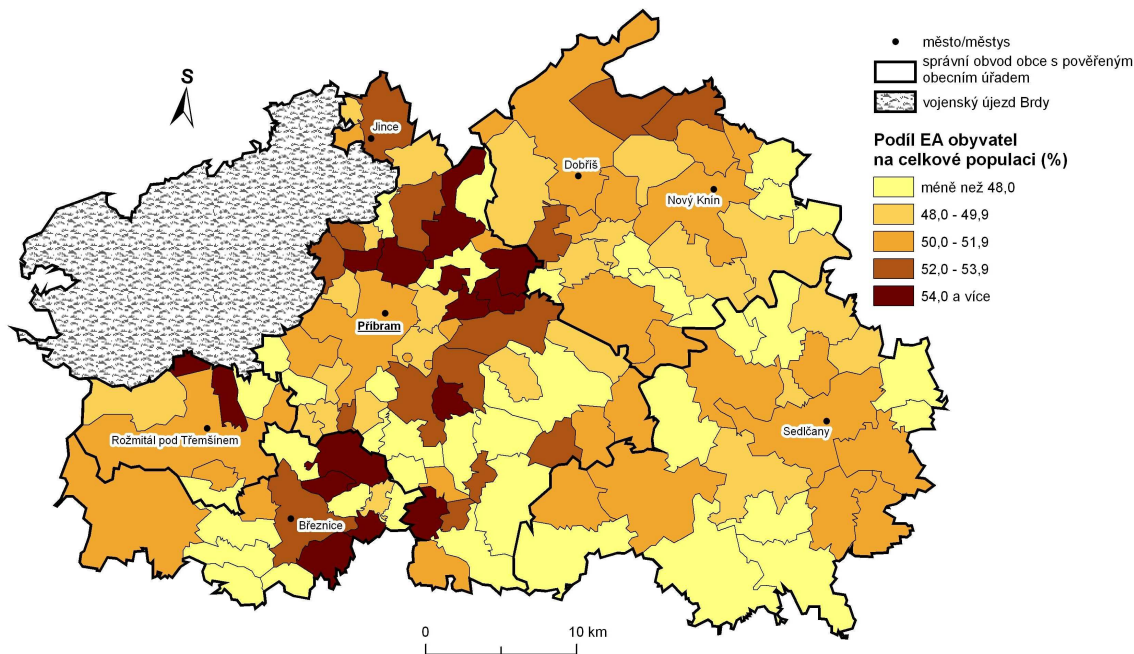 město/městys
správní obvod obce s pověřeným
obecním úřadem
vojenský újezd Brdy
Podíl EA obyvatel
na celkové populaci (%)
méně než 48,0
48,0 - 49,9
50,0 - 51,9
52,0 - 53,9
54,0 a více
S
Jince
Dobříš
Nový Knín
Příbram
Rožmitál pod Třemšínem
Sedlčany
Březnice
0
10 km